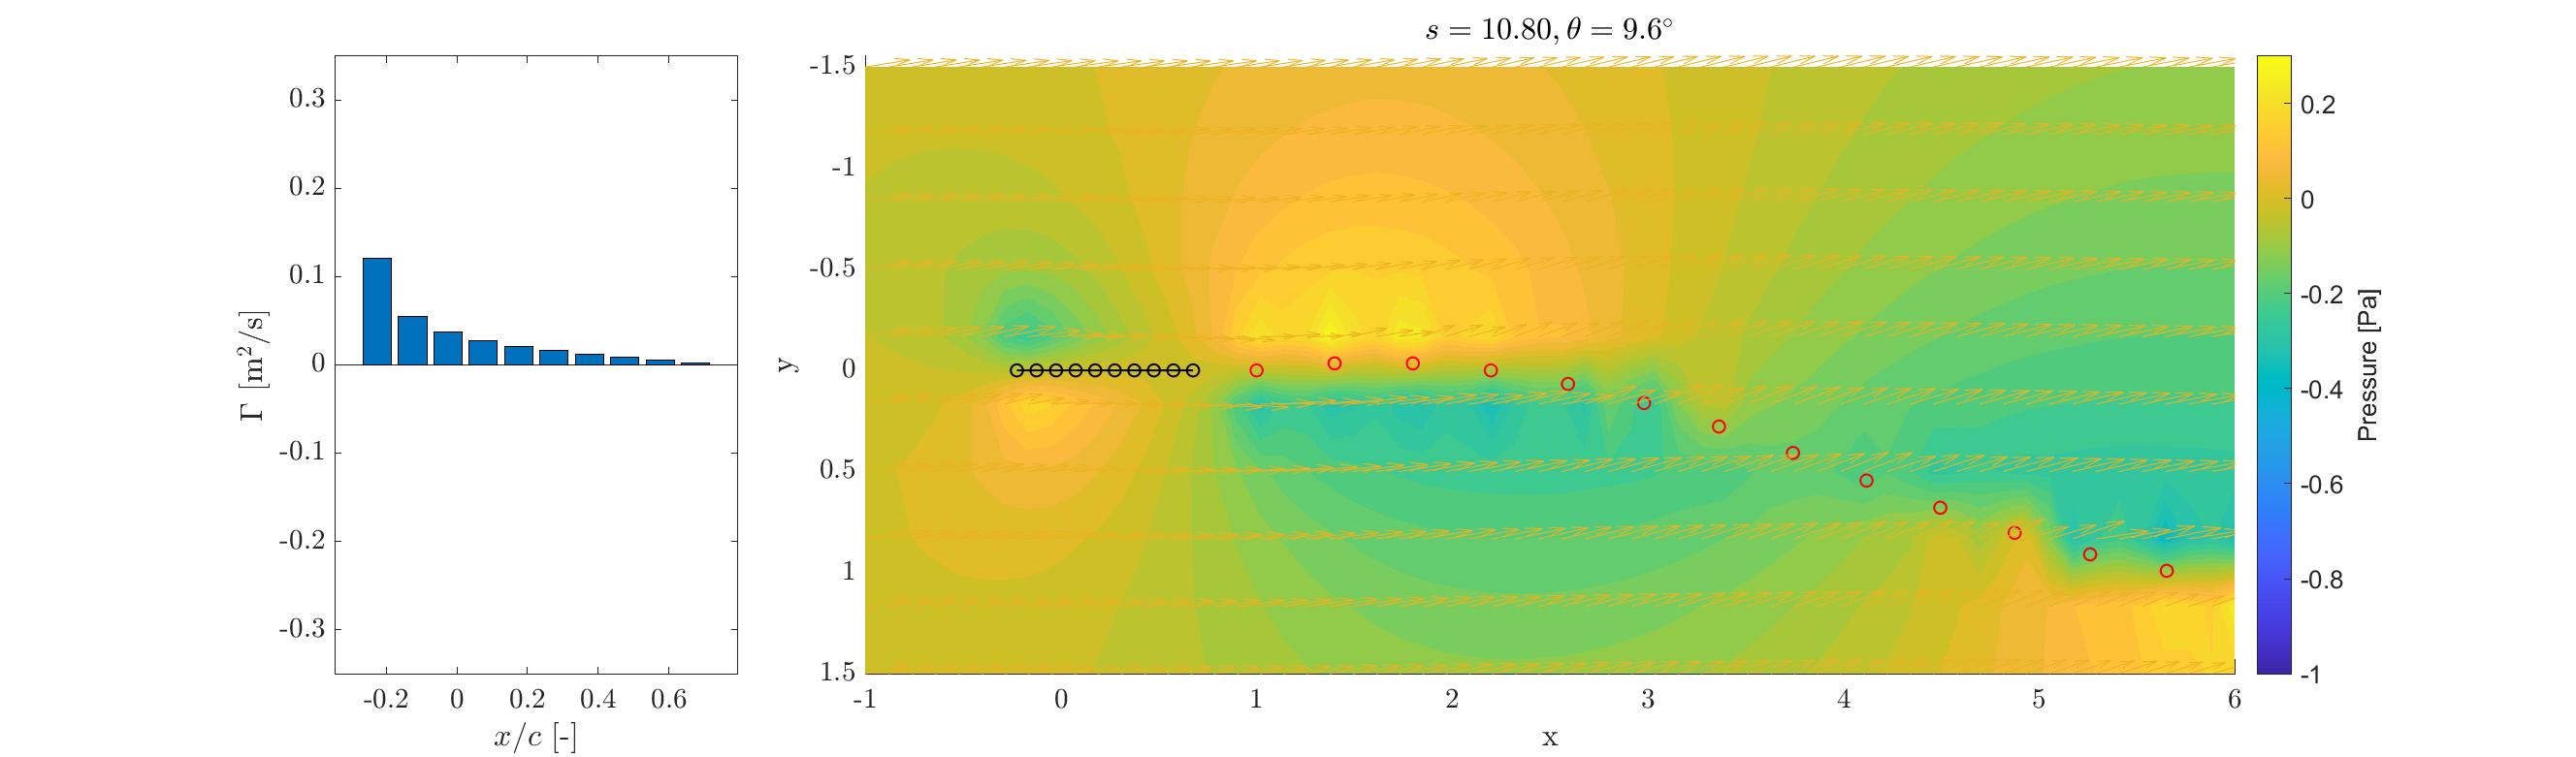 0.3
0.2
0.1
0
-0.1
-0.2
-0.3
Γ [m²/s]
-0.2 0 0.2 0.4 0.6
x/c [-]
s = 10.80, θ = 9.6°
-1.5
-1
-0.5
0
0.5
1
1.5
y
-1 0 1 2 3 4 5 6
x
0.2
0
-0.2
-0.4
-0.6
-0.8
-1
Pressure [Pa]